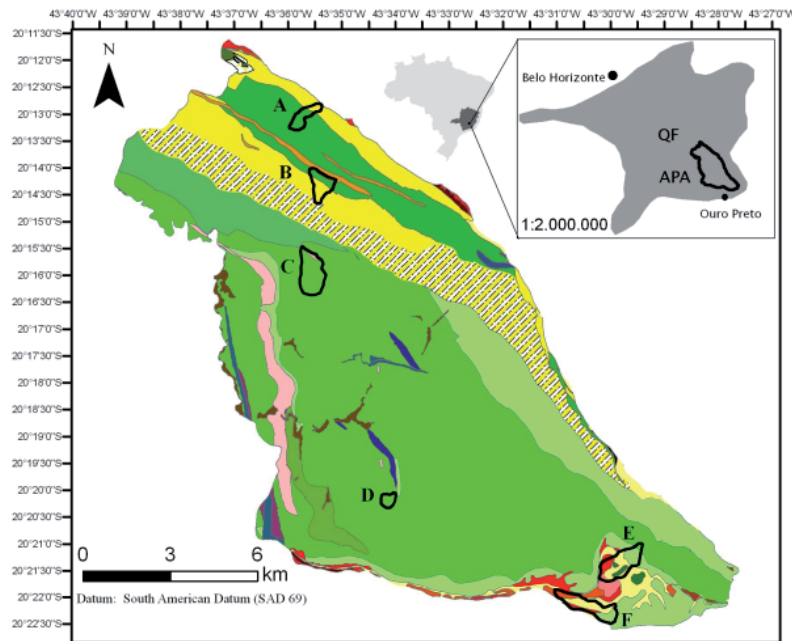 43°40'0"W 43°39'0"W 43°38'0"W 43°37'0"W 43°36'0"W 43°35'0"W 43°34'0"W 43°33'0"W 43°32'0"W 43°31'0"W 43°30'0"W 43°29'0"W 43°28'0"W 43°27'0"W
20°11'30"S
20°12'0"S
20°12'30"S
20°13'0"S
20°13'30"S
20°14'0"S
20°14'30"S
20°15'0"S
20°15'30"S
20°16'0"S
20°16'30"S
20°17'0"S
20°17'30"S
20°18'0"S
20°18'30"S
20°19'0"S
20°19'30"S
20°20'0"S
20°20'30"S
20°21'0"S
20°21'30"S
20°22'0"S
20°22'30"S
N
Belo Horizonte
QF
APA
Ouro Preto
1:2.000.000
A
B
C
D
E
F
0 3 6
km
Datum: South American Datum (SAD 69)